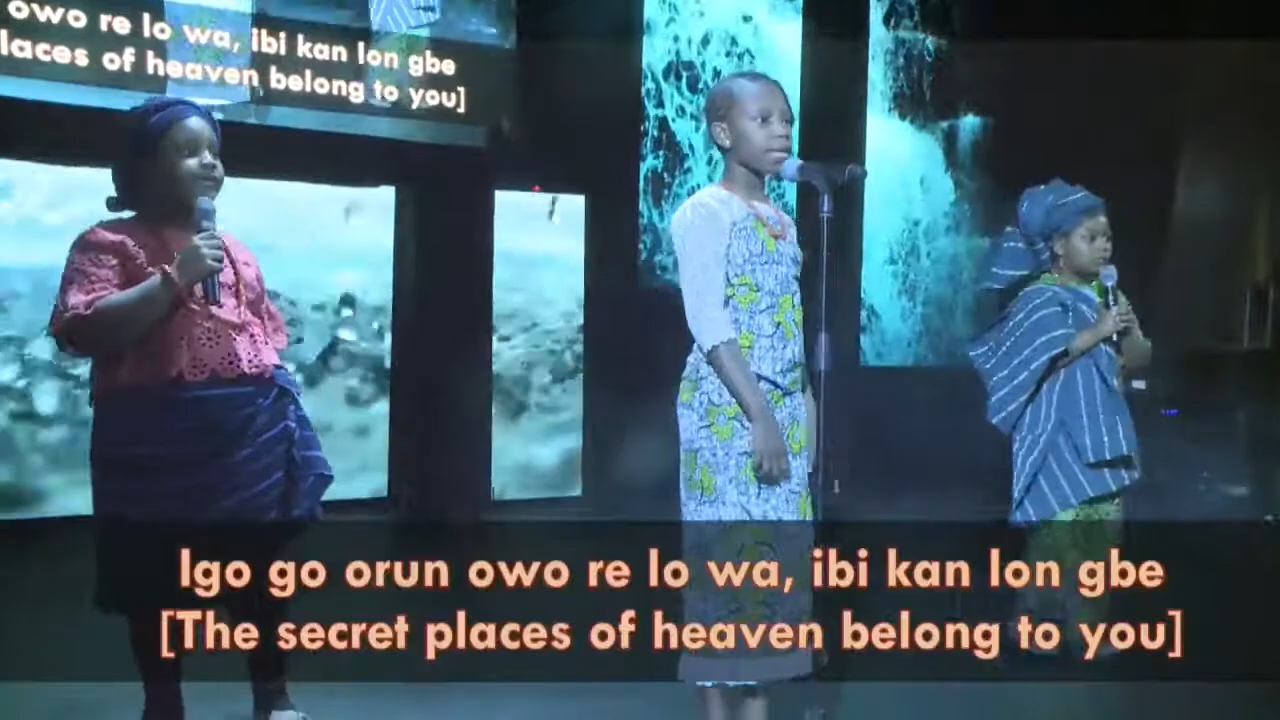 owo re lo wa, ibi kan lon gbe
laces of heaven belong to you]
Igo go orun owo re lo wa, ibi kan lon gbe
[The secret places of heaven belong to you]